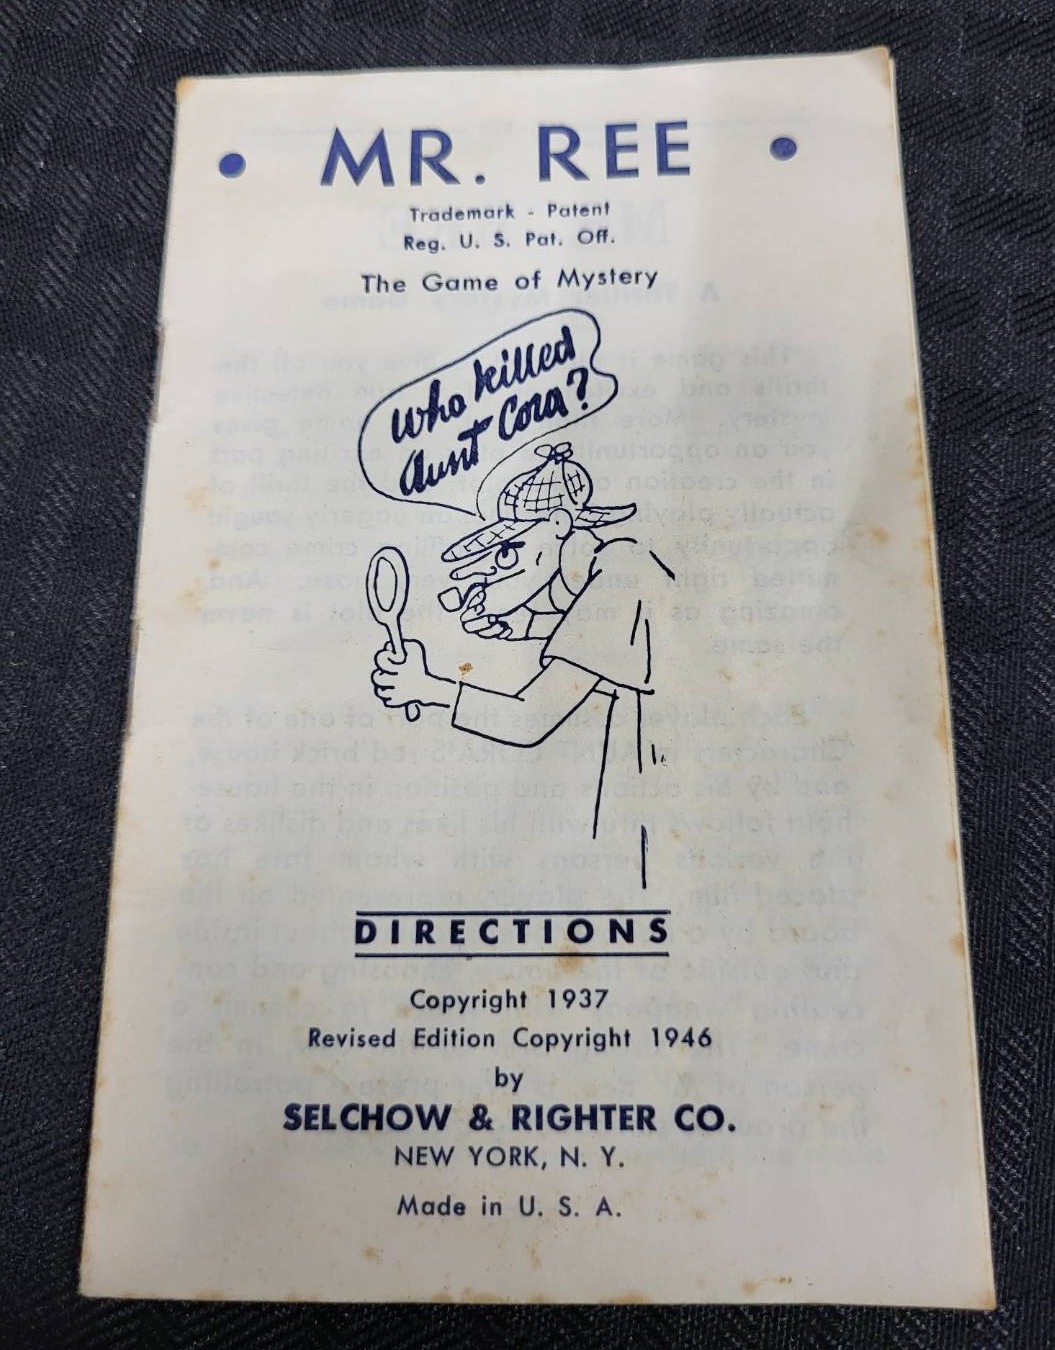 • MR. REE •
Trademark - Patent
Reg. U. S. Pat. Off.
The Game of Mystery
Who killed
Aunt Cora?
DIRECTIONS
Copyright 1937
Revised Edition Copyright 1946
by
SELCHOW & RIGHTER CO.
NEW YORK, N. Y.
Made in U. S. A.